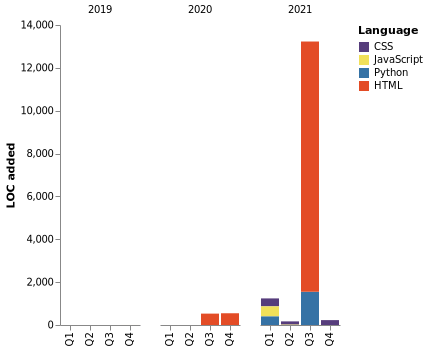 2019 2020 2021
Language
CSS
JavaScript
Python
HTML
LOC added
14,000
12,000
10,000
8,000
6,000
4,000
2,000
0
Q1 Q2 Q3 Q4 Q1 Q2 Q3 Q4 Q1 Q2 Q3 Q4